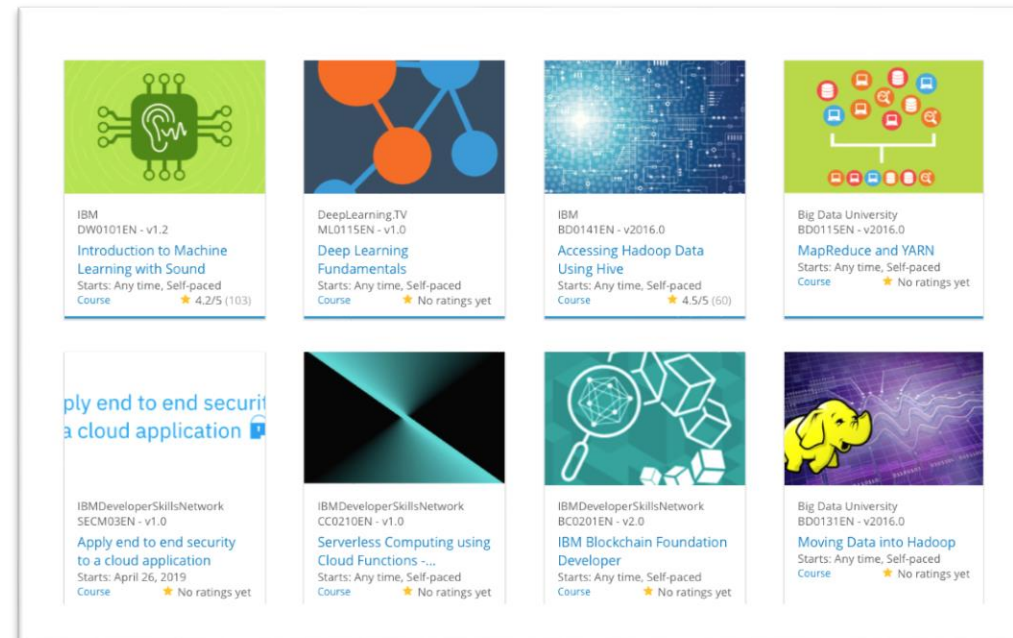 IBM
DW0101EN - v1.2
Introduction to Machine
Learning with Sound
Starts: Any time, Self-paced
Course 4.2/5 (103)
DeepLearning.TV
ML0115EN - v1.0
Deep Learning
Fundamentals
Starts: Any time, Self-paced
Course No ratings yet
IBM
BD0141EN - v2016.0
Accessing Hadoop Data
Using Hive
Starts: Any time, Self-paced
Course 4.5/5 (60)
Big Data University
BD0115EN - v2016.0
MapReduce and YARN
Starts: Any time, Self-paced
Course No ratings yet
ply end to end securit
a cloud application
IBMDeveloperSkillsNetwork
SECM03EN - v1.0
Apply end to end security
to a cloud application
Starts: April 26, 2019
Course No ratings yet
IBMDeveloperSkillsNetwork
CC0210EN - v1.0
Serverless Computing using
Cloud Functions -...
Starts: Any time, Self-paced
Course No ratings yet
IBMDeveloperSkillsNetwork
BC0201EN - v2.0
IBM Blockchain Foundation
Developer
Starts: Any time, Self-paced
Course No ratings yet
Big Data University
BD0131EN - v2016.0
Moving Data into Hadoop
Starts: Any time, Self-paced
Course No ratings yet